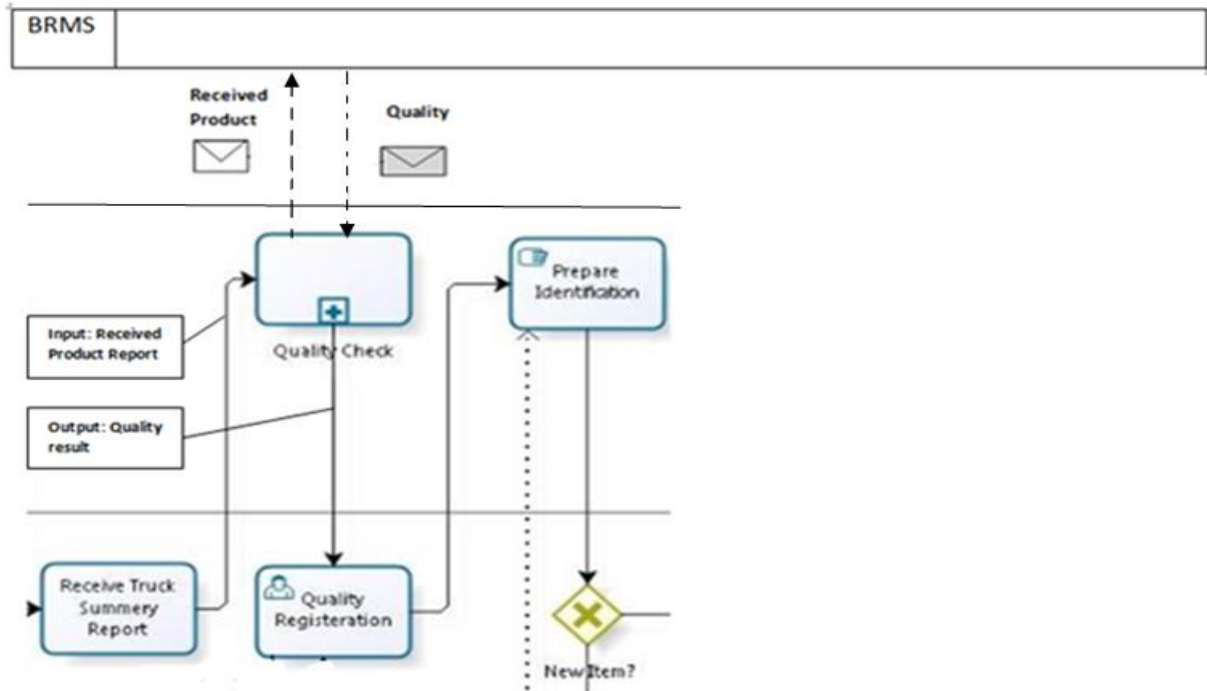 BRMS
Received
Product
Quality
Prepare
Identification
Input: Received
Product Report
Quality Check
Output: Quality
result
Receive Truck
Summery
Report
Quality
Registeration
New Item?